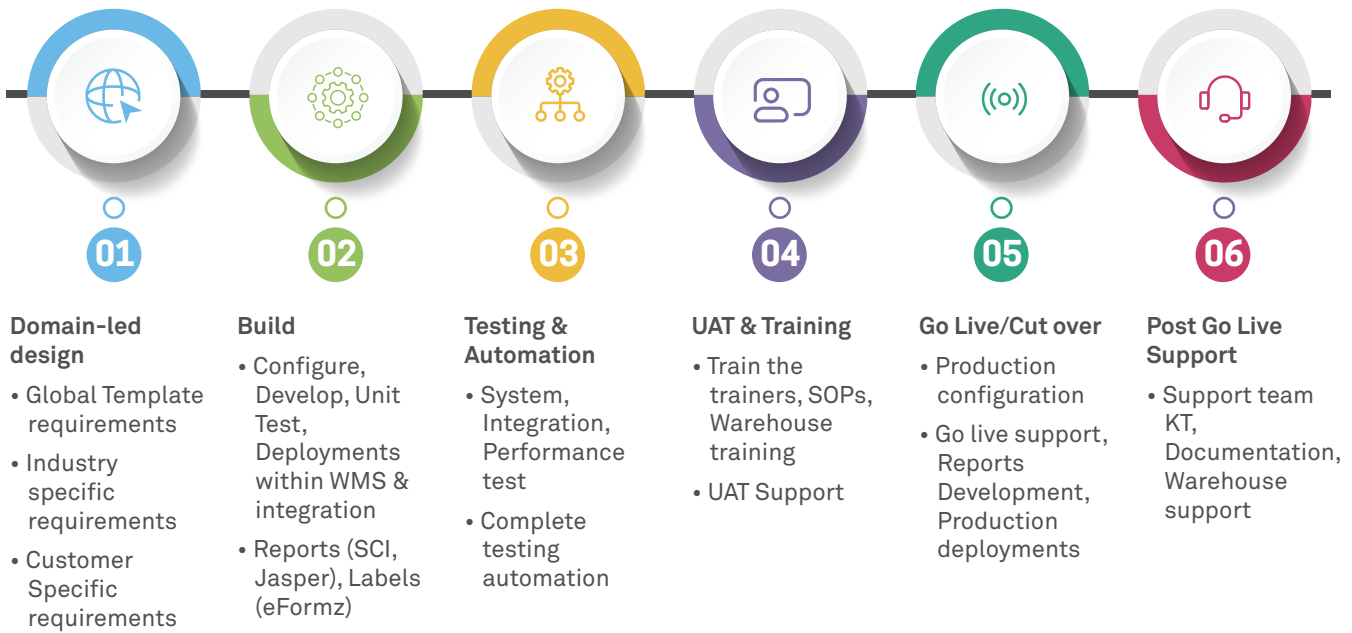 01
02
03
04
05
06
Domain-led
design
• Global Template
requirements
• Industry
specific
requirements
• Customer
Specific
requirements
Build
• Configure,
Develop, Unit
Test,
Deployments
within WMS &
integration
• Reports (SCI,
Jasper), Labels
(eFormz)
Testing &
Automation
• System,
Integration,
Performance
test
• Complete
testing
automation
UAT & Training
• Train the
trainers, SOPs,
Warehouse
training
• UAT Support
Go Live/Cut over
• Production
configuration
• Go live support,
Reports
Development,
Production
deployments
Post Go Live
Support
• Support team
KT,
Documentation,
Warehouse
support